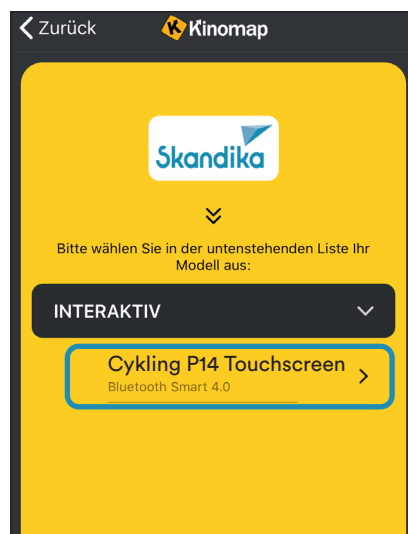 Zurück
Kinomap
Skandika
Bitte wählen Sie in der untenstehenden Liste Ihr
Modell aus:
INTERAKTIV
Cykling P14 Touchscreen
Bluetooth Smart 4.0